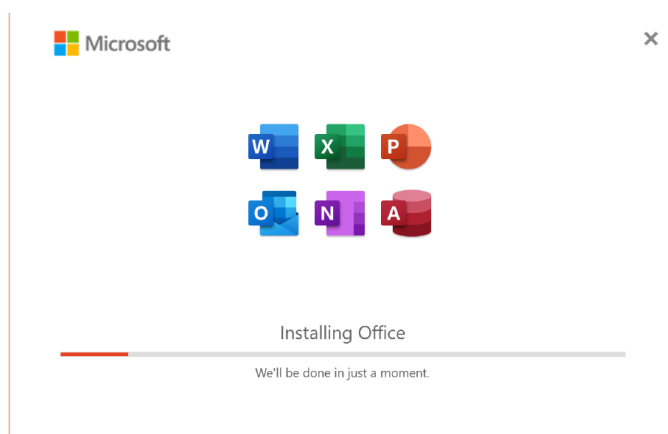 Microsoft
W X P
O N A
Installing Office
We'll be done in just a moment.